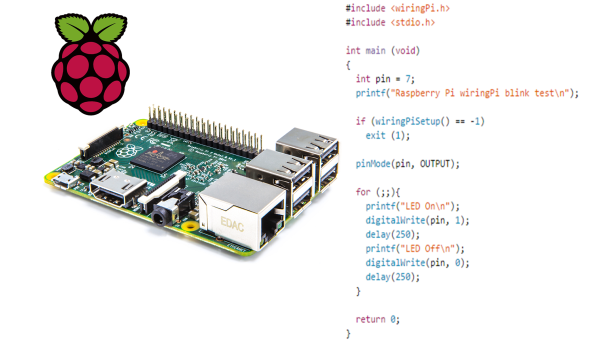 EDAC
#include <wiringPi.h>
#include <stdio.h>
int main (void)
{
  int pin = 7;
  printf("Raspberry Pi wiringPi blink test\n");
  if (wiringPiSetup() == -1)
    exit (1);
  pinMode(pin, OUTPUT);
  for (;;){
    printf("LED On\n");
    digitalWrite(pin, 1);
    delay(250);
    printf("LED Off\n");
    digitalWrite(pin, 0);
    delay(250);
  }
  return 0;
}